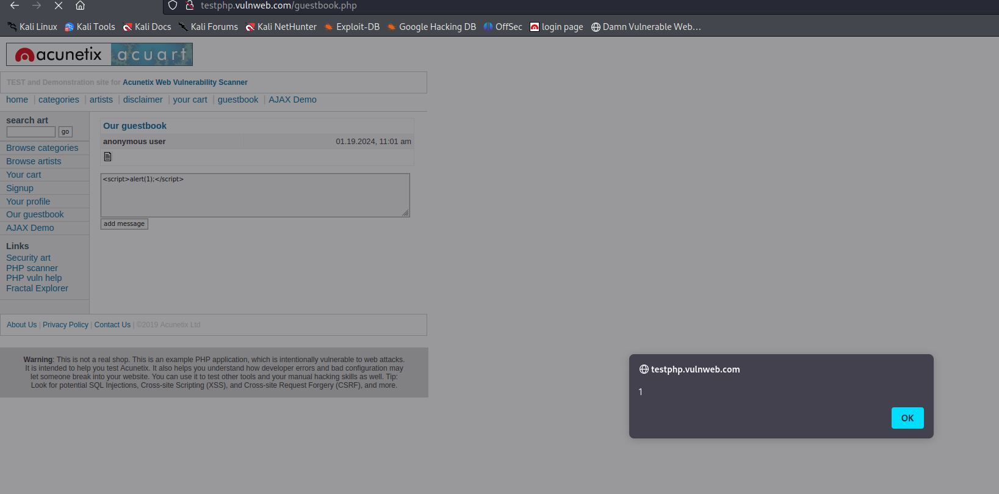 testphp.vulnweb.com/guestbook.php
Kali Linux Kali Tools Kali Docs Kali Forums Kali NetHunter Exploit-DB Google Hacking DB OffSec login page Damn Vulnerable Web…
acunetix acuart
TEST and Demonstration site for Acunetix Web Vulnerability Scanner
home | categories | artists | disclaimer | your cart | guestbook | AJAX Demo
search art
go
Browse categories
Browse artists
Your cart
Signup
Your profile
Our guestbook
AJAX Demo
Links
Security art
PHP scanner
PHP vuln help
Fractal Explorer
Our guestbook
anonymous user 01.19.2024, 11:01 am
<script>alert(1);</script>
add message
About Us | Privacy Policy | Contact Us | ©2019 Acunetix Ltd
Warning: This is not a real shop. This is an example PHP application, which is intentionally vulnerable to web attacks.
It is intended to help you test Acunetix. It also helps you understand how developer errors and bad configuration may
let someone break into your website. You can use it to test other tools and your manual hacking skills as well. Tip:
Look for potential SQL Injections, Cross-site Scripting (XSS), and Cross-site Request Forgery (CSRF), and more.
testphp.vulnweb.com
1
OK